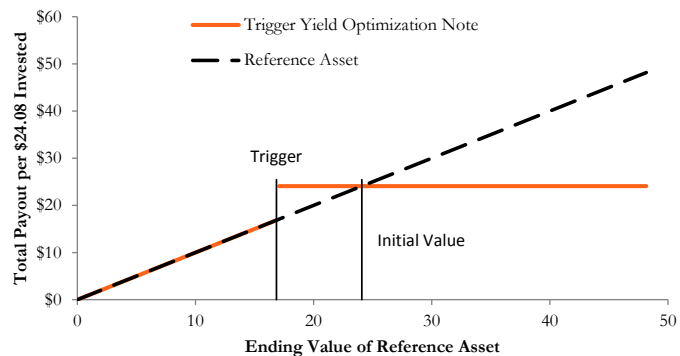 Total Payout per $24.08 Invested
$60
$50
$40
$30
$20
$10
$0
Trigger Yield Optimization Note
Reference Asset
Trigger
Initial Value
0
10
20
30
40
50
Ending Value of Reference Asset